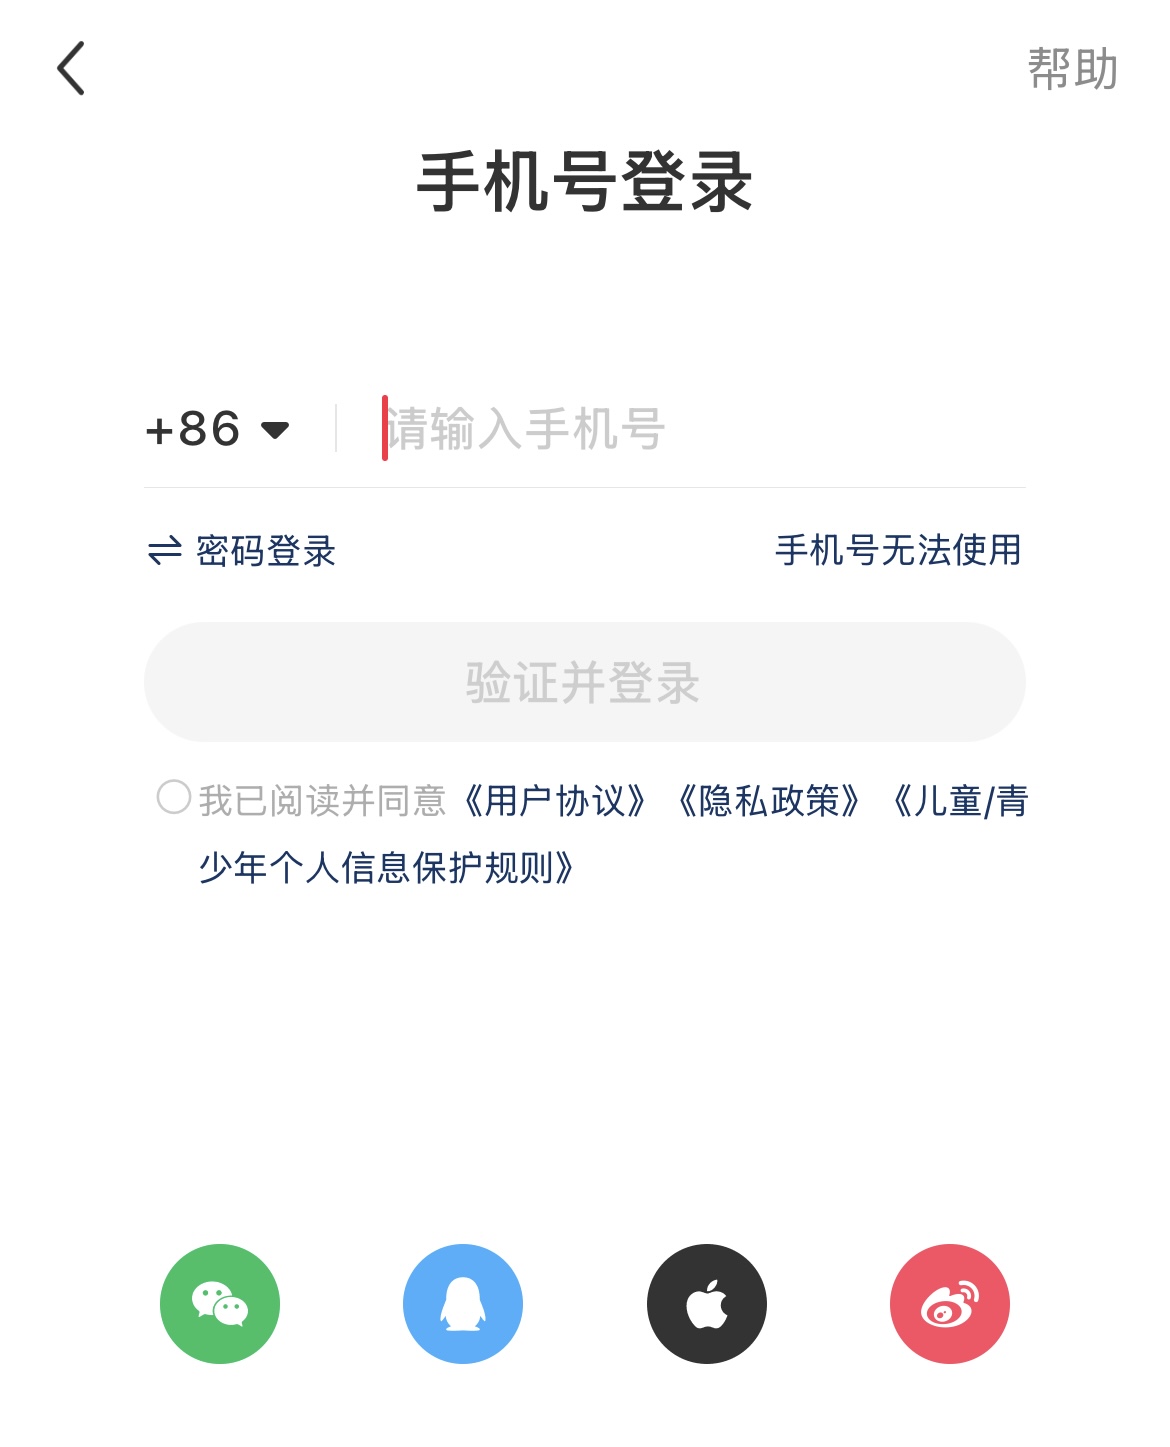 帮助
手机号登录
+86 请输入手机号
密码登录 手机号无法使用
验证并登录
我已阅读并同意《用户协议》《隐私政策》《儿童/青
少年个人信息保护规则》